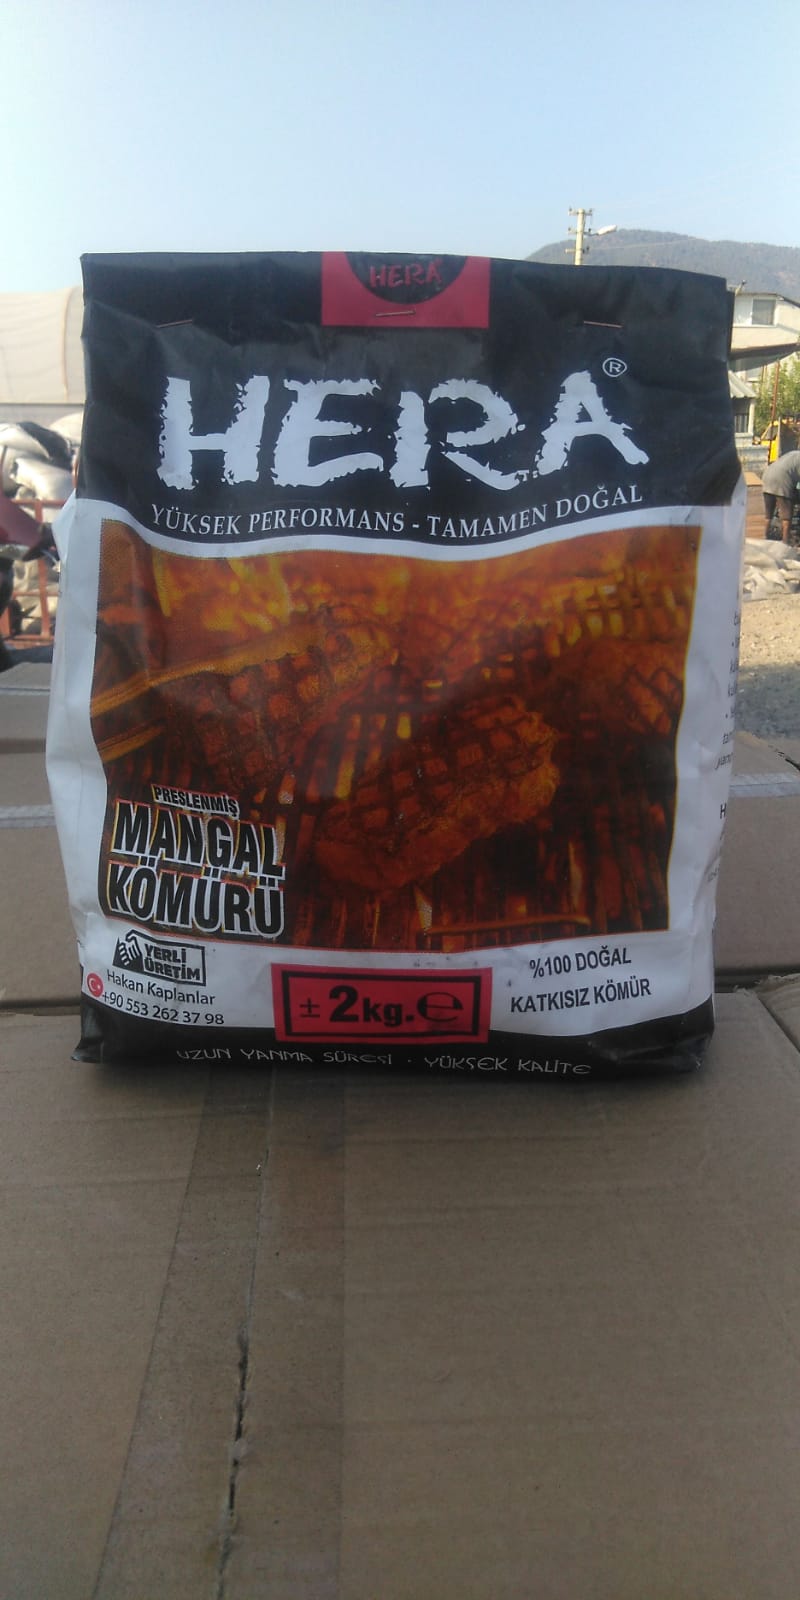 HERA
HERA®
YÜKSEK PERFORMANS - TAMAMEN DOĞAL
PRESLENMİŞ
MANGAL
KÖMÜRÜ
YERLİ
ÜRETİM
Hakan Kaplanlar
+90 553 262 37 98
± 2kg. ℮
%100 DOĞAL
KATKISIZ KÖMÜR
UZUN YANMA SÜRESİ · YÜKSEK KALİTE